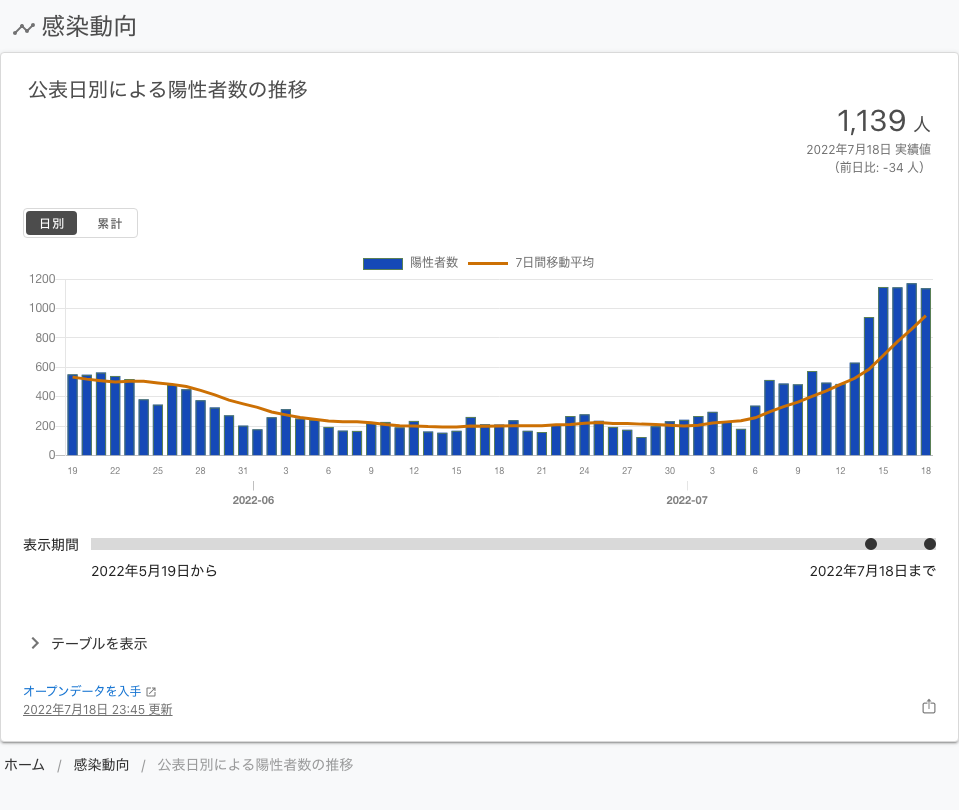 感染動向
公表日別による陽性者数の推移
1,139 人
2022年7月18日 実績値
（前日比: -34 人）
日別 累計
陽性者数 7日間移動平均
1200
1000
800
600
400
200
0
19 22 25 28 31 3 6 9 12 15 18 21 24 27 30 3 6 9 12 15 18
2022-06 2022-07
表示期間
2022年5月19日から 2022年7月18日まで
テーブルを表示
オープンデータを入手
2022年7月18日 23:45 更新
ホーム / 感染動向 / 公表日別による陽性者数の推移